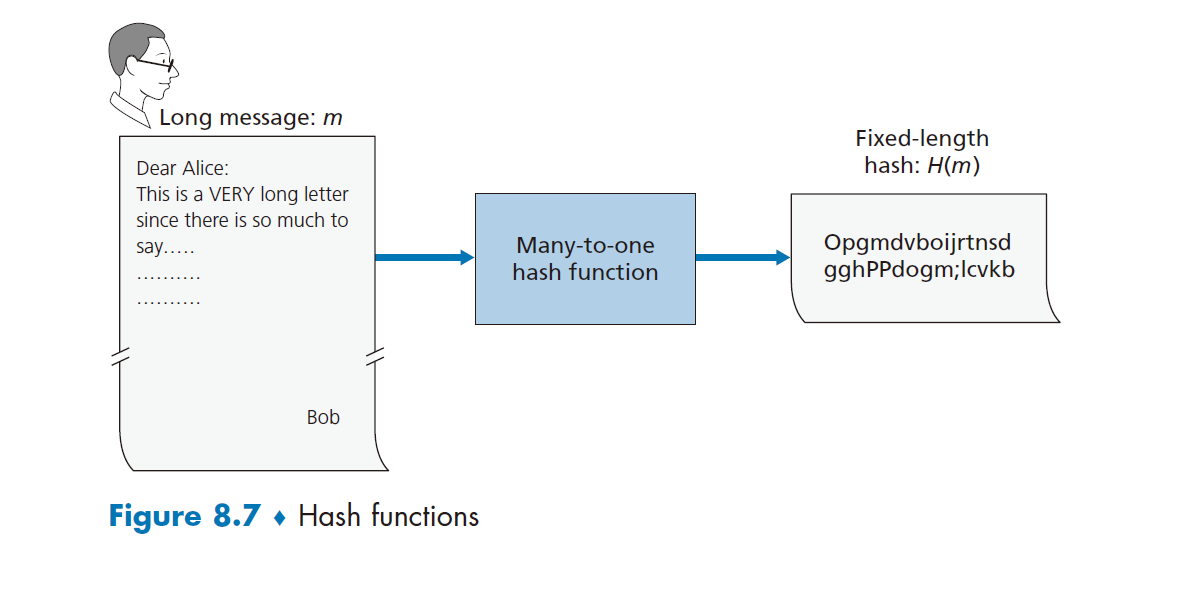 Long message: m
Dear Alice:
This is a VERY long letter
since there is so much to
say.....
..........
..........
Bob
Many-to-one
hash function
Fixed-length
hash: H(m)
Opgmdvboijrtnsd
gghPPdogm;lcvkb
Figure 8.7 ♦ Hash functions